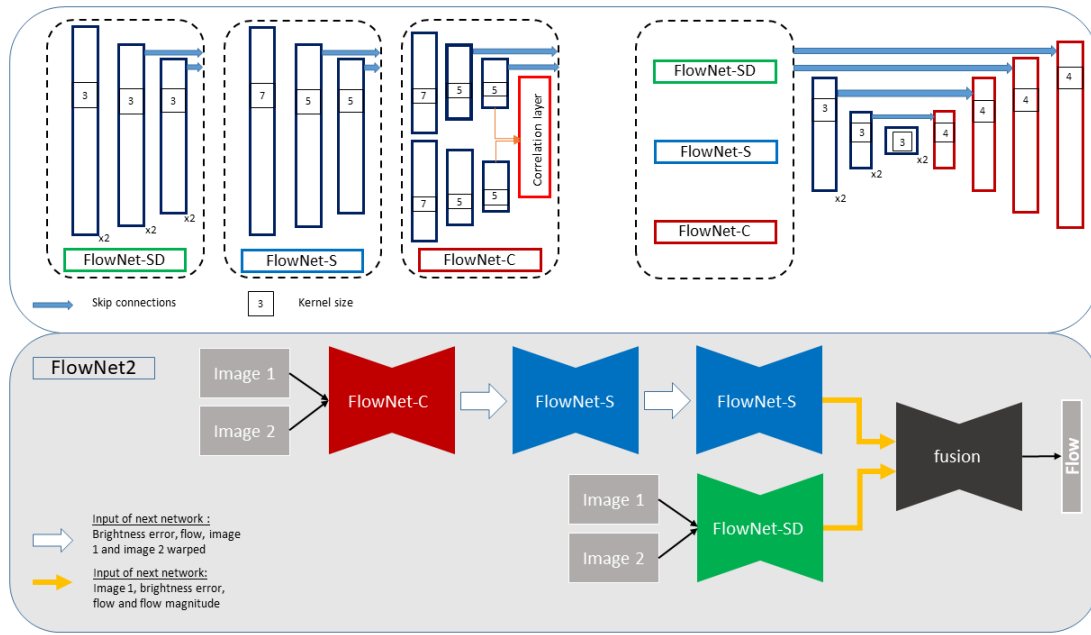 3
3
3
x2
x2
x2
FlowNet-SD
7
5
5
FlowNet-S
7
5
5
7
5
5
Correlation layer
FlowNet-C
FlowNet-SD
FlowNet-S
FlowNet-C
3
x2
3
x2
3
x2
4
4
4
4
Skip connections
3
Kernel size
FlowNet2
Image 1
Image 2
FlowNet-C
FlowNet-S
FlowNet-S
Image 1
Image 2
FlowNet-SD
fusion
Flow
Input of next network :
Brightness error, flow, image
1 and image 2 warped
Input of next network:
Image 1, brightness error,
flow and flow magnitude